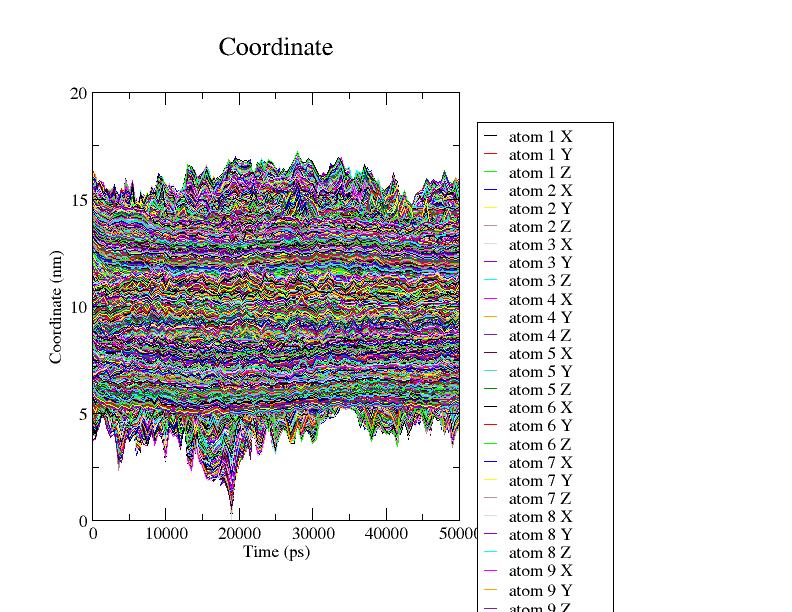 Coordinate
20
15
10
5
0
Coordinate (nm)
0 10000 20000 30000 40000 50000
Time (ps)
atom 1 X
atom 1 Y
atom 1 Z
atom 2 X
atom 2 Y
atom 2 Z
atom 3 X
atom 3 Y
atom 3 Z
atom 4 X
atom 4 Y
atom 4 Z
atom 5 X
atom 5 Y
atom 5 Z
atom 6 X
atom 6 Y
atom 6 Z
atom 7 X
atom 7 Y
atom 7 Z
atom 8 X
atom 8 Y
atom 8 Z
atom 9 X
atom 9 Y
atom 9 Z